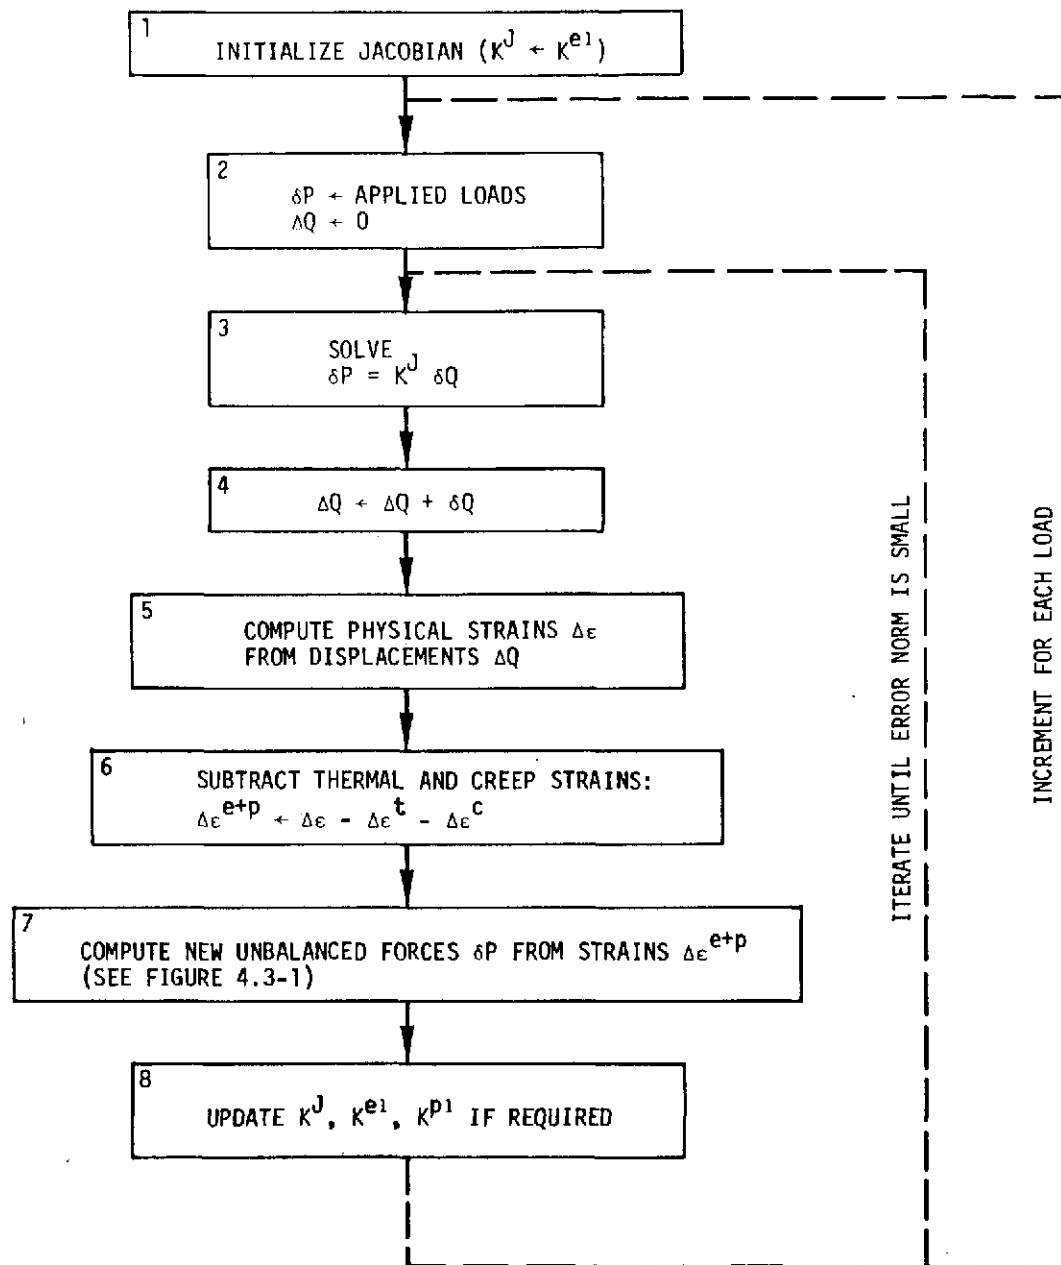 1
INITIALIZE JACOBIAN (K^J ← K^el)
2
δP ← APPLIED LOADS
ΔQ ← 0
3
SOLVE
δP = K^J δQ
4
ΔQ ← ΔQ + δQ
5
COMPUTE PHYSICAL STRAINS Δε
FROM DISPLACEMENTS ΔQ
6
SUBTRACT THERMAL AND CREEP STRAINS:
Δε^e+p ← Δε - Δε^t - Δε^c
7
COMPUTE NEW UNBALANCED FORCES δP FROM STRAINS Δε^e+p
(SEE FIGURE 4.3-1)
8
UPDATE K^J, K^el, K^pl IF REQUIRED
ITERATE UNTIL ERROR NORM IS SMALL
INCREMENT FOR EACH LOAD